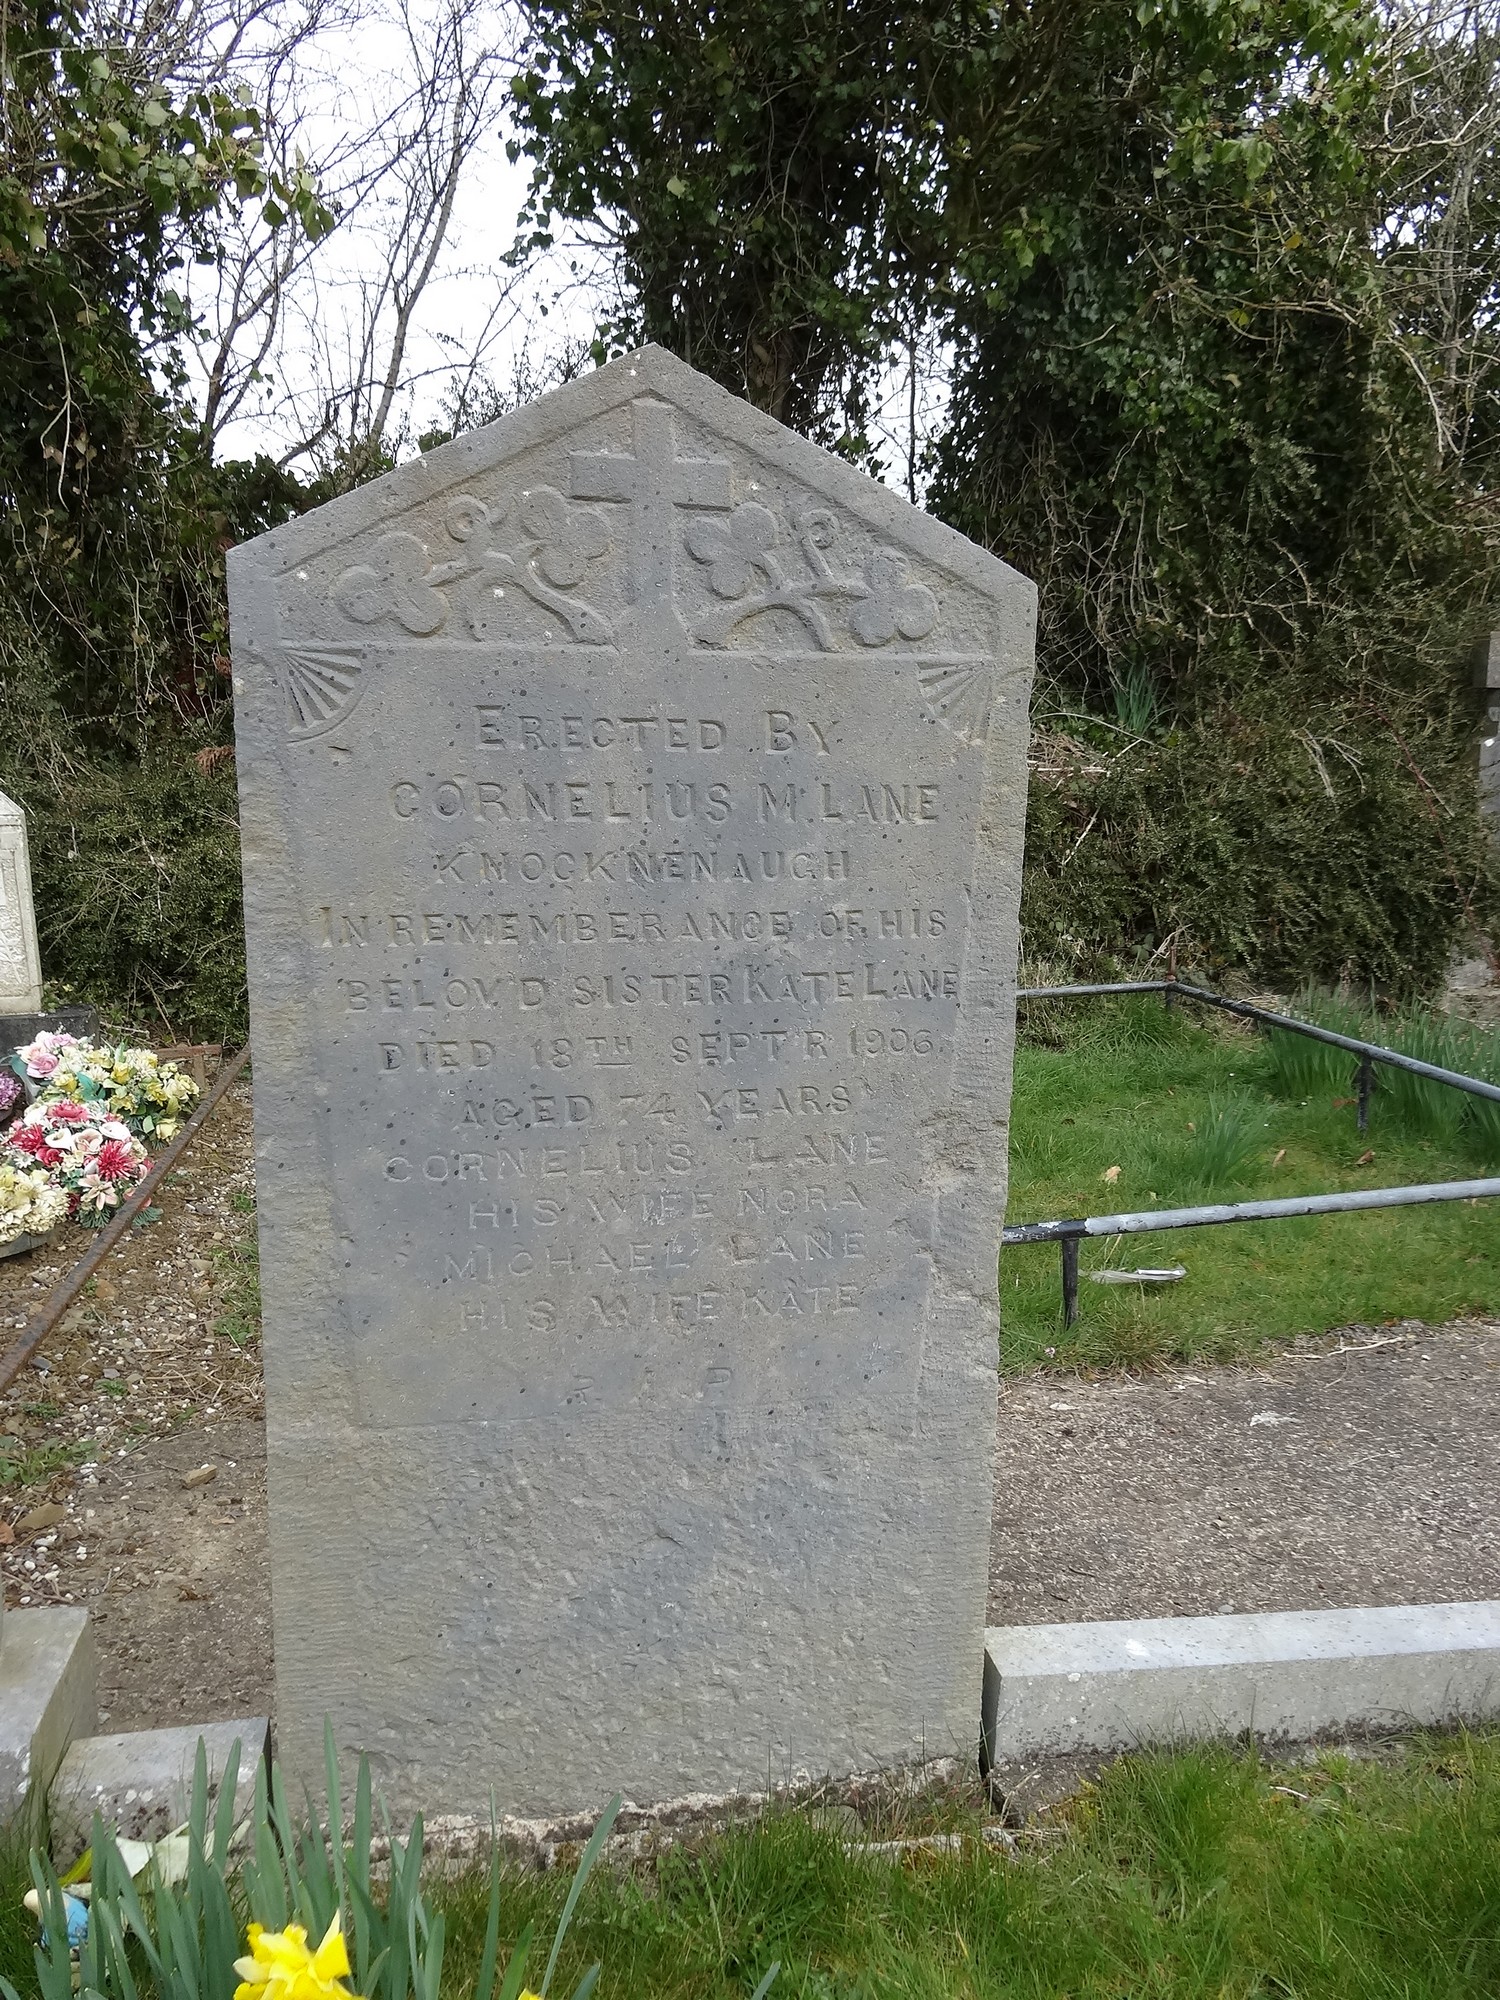 ERECTED BY
CORNELIUS M. LANE
KNOCKNENAUGH
IN REMEMBERANCE OF HIS
BELOV'D SISTER KATE LANE
DIED 18TH SEPT'R 1906.
AGED 74 YEARS
CORNELIUS LANE
HIS WIFE NORA
MICHAEL LANE
HIS WIFE KATE
R I P